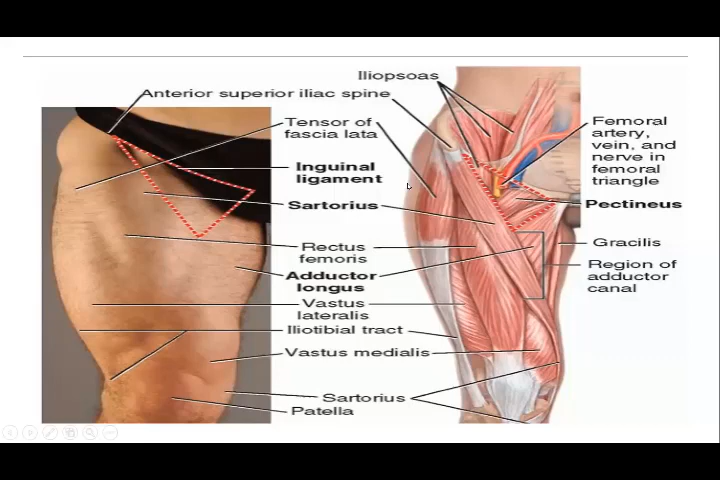 Iliopsoas
Anterior superior iliac spine
Tensor of
fascia lata
Femoral
artery,
vein, and
nerve in
femoral
triangle
Inguinal
ligament
Sartorius
Pectineus
Rectus
femoris
Gracilis
Adductor
longus
Region of
adductor
canal
Vastus
lateralis
Iliotibial tract
Vastus medialis
Sartorius
Patella